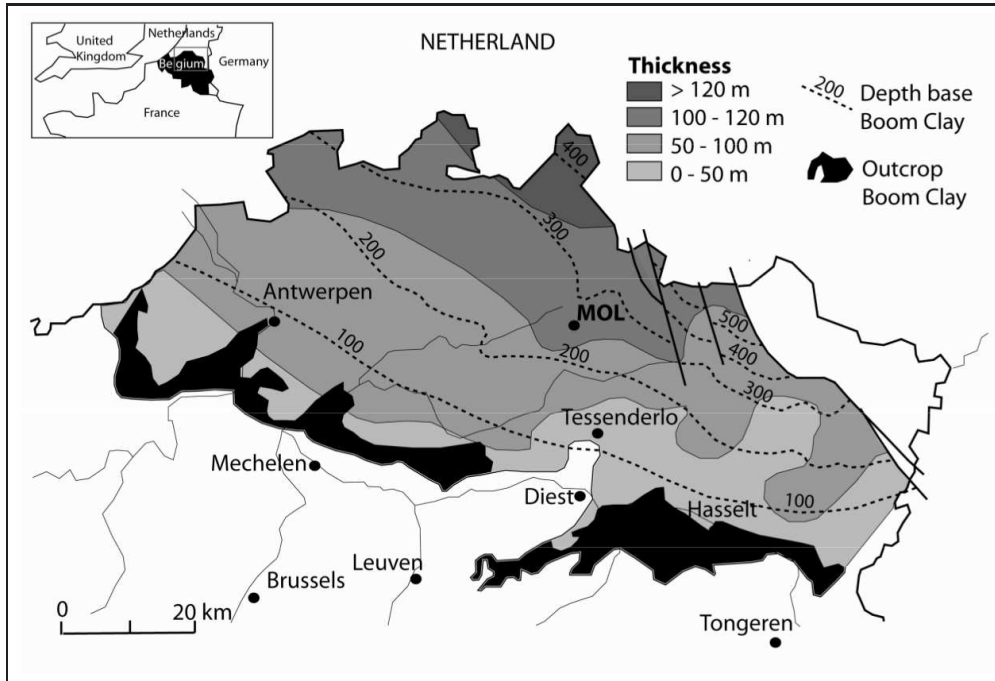 United
Kingdom
Netherlands
Belgium
Germany
France
NETHERLAND
Thickness
> 120 m
100 - 120 m
50 - 100 m
0 - 50 m
200
Depth base
Boom Clay
Outcrop
Boom Clay
400
300
200
Antwerpen
MOL
500
100
200
400
300
Tessenderlo
Mechelen
Diest
Hasselt
100
Leuven
Brussels
0
20 km
Tongeren